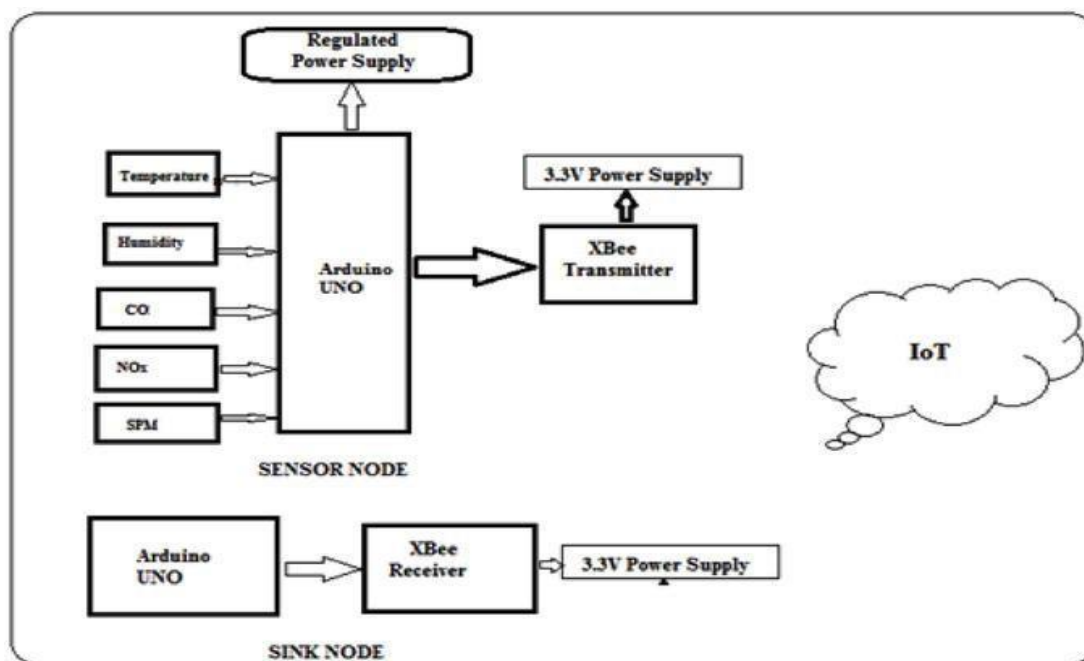 Regulated
Power Supply
Temperature
Humidity
CO
NOx
SPM
Arduino
UNO
3.3V Power Supply
XBee
Transmitter
IoT
SENSOR NODE
Arduino
UNO
XBee
Receiver
3.3V Power Supply
SINK NODE